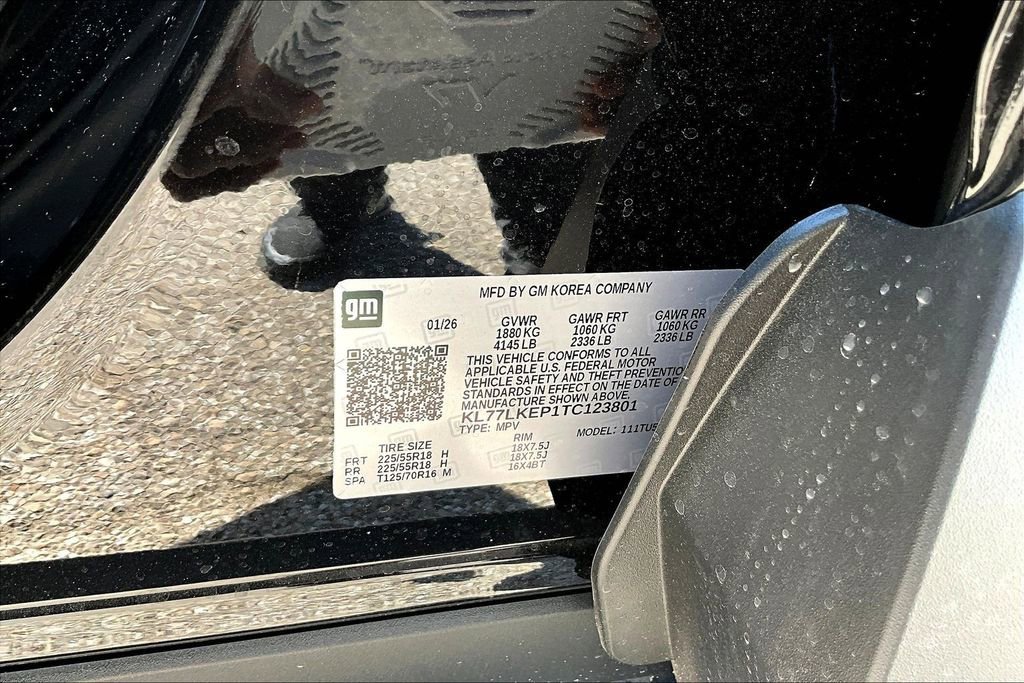 gm
MFD BY GM KOREA COMPANY
01/26 GVWR GAWR FRT GAWR RR
1880 KG 1060 KG 1060 KG
4145 LB 2336 LB 2336 LB
THIS VEHICLE CONFORMS TO ALL
APPLICABLE U.S. FEDERAL MOTOR
VEHICLE SAFETY AND THEFT PREVENTIO
STANDARDS IN EFFECT ON THE DATE OF
MANUFACTURE SHOWN ABOVE.
KL77LKEP1TC123801
TYPE: MPV MODEL: 111TU5
TIRE SIZE RIM
FRT 225/55R18 H 18X7.5J
RR 225/55R18 H 18X7.5J
SPA T125/70R16 M 16X4BT